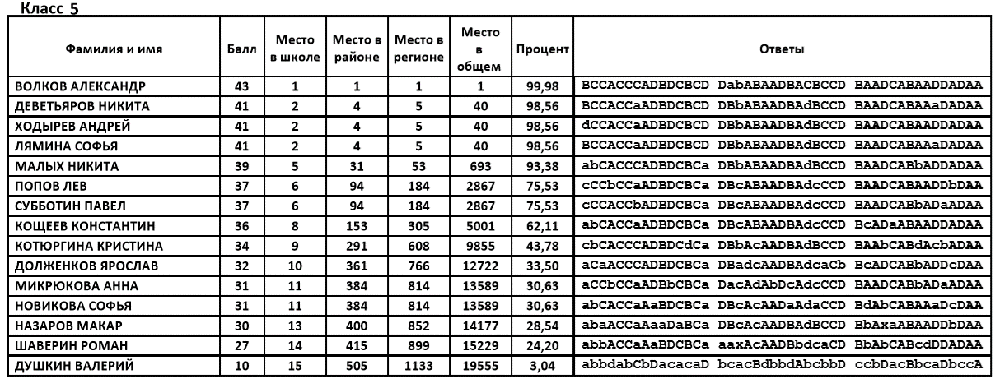 Класс 5
Фамилия и имя Балл Место в школе Место в районе Место в регионе Место в общем Процент Ответы
ВОЛКОВ АЛЕКСАНДР 43 1 1 1 1 99,98 BCCACCCADBDCBCD DabABAADBACBCCD BAADCABAADDADAA
ДЕВЕТЬЯРОВ НИКИТА 41 2 4 5 40 98,56 BCCACCaADBDCBCD DBbABAADBAdBCCD BAADCABAAaDADAA
ХОДЫРЕВ АНДРЕЙ 41 2 4 5 40 98,56 dCCACCaADBDCBCD DBbABAADBAdBCCD BAADCABAADDADAA
ЛЯМИНА СОФЬЯ 41 2 4 5 40 98,56 BCCACCaADBDCBCD DBbABAADBAdBCCD BAADCABAAaDADAA
МАЛЫХ НИКИТА 39 5 31 53 693 93,38 abCACCCADBDCBCa DBbABAADBAdBCCD BAADCABbADDADAA
ПОПОВ ЛЕВ 37 6 94 184 2867 75,53 cCCbCCaADBDCBCa DBcABAADBAdcCCD BAADCABAADDbDAA
СУББОТИН ПАВЕЛ 37 6 94 184 2867 75,53 cCCACCbADBDCBCa DBcABAADBAdcCCD BAADCABbADaADAA
КОЩЕЕВ КОНСТАНТИН 36 8 153 305 5001 62,11 abCACCaADBDCBCa DBcABAADBAdcCCD BcADaABAADDADAA
КОТЮРГИНА КРИСТИНА 34 9 291 608 9855 43,78 cbCACCCADBDCdCa DBbAcAADBAdBCCD BAAbCABdAcbADAA
ДОЛЖЕНКОВ ЯРОСЛАВ 32 10 361 766 12722 33,50 aCaACCCADBDCBCa DBadcAADBAdcaCb BcADCABbADDcDAA
МИКРЮКОВА АННА 31 11 384 814 13589 30,63 aCCbCCaADBbCBCa DacAdAbDcAdcCCD BAADCABbADaADAA
НОВИКОВА СОФЬЯ 31 11 384 814 13589 30,63 abCACCAaBDCBCa DBcAcAADaAdaCCD BdAbCABAAaDcDAA
НАЗАРОВ МАКАР 30 13 400 852 14177 28,54 abaACCaAaaDaBCa DBcAcAADBAdBCCD BbAxaABAADDbDAA
ШАВЕРИН РОМАН 27 14 415 899 15229 24,20 abbACCaAaBDCBCa aaxAcAADBbdcaCD BbAbCABcdDDADAA
ДУШКИН ВАЛЕРИЙ 10 15 505 1133 19555 3,04 abbdabCbDacacaD bcacBdbbdAbcbbD ccbDacBbcaDbccA